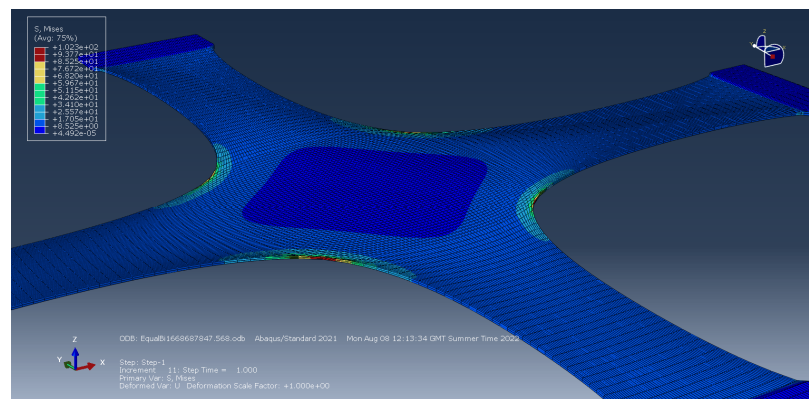 S, Mises
(Avg: 75%)
+1.023e+02
+9.377e+01
+8.525e+01
+7.672e+01
+6.820e+01
+5.967e+01
+5.115e+01
+4.262e+01
+3.410e+01
+2.557e+01
+1.705e+01
+8.525e+00
+4.492e-05
Z
Z
Y
X
ODB: EqualBi1668687847.568.odb Abaqus/Standard 2021 Mon Aug 08 12:13:34 GMT Summer Time 2022
Step: Step-1
Increment 11: Step Time = 1.000
Primary Var: S, Mises
Deformed Var: U Deformation Scale Factor: +1.000e+00